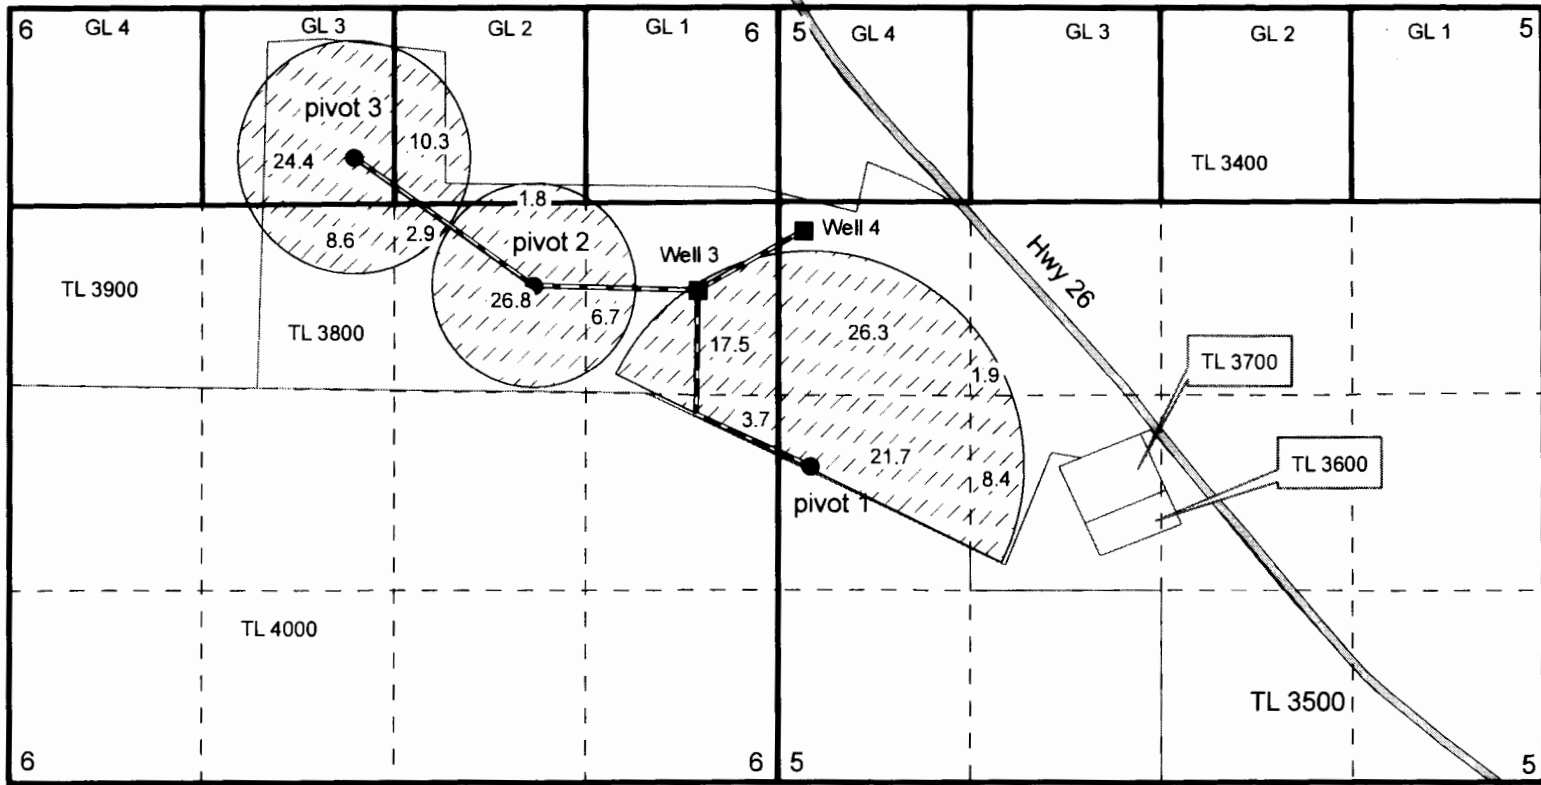 6 GL 4 GL 3 GL 2 GL 1 6 5 GL 4 GL 3 GL 2 GL 1 5
pivot 3
10.3
24.4
TL 3400
1.8
8.6
2.9
pivot 2
Well 3
Well 4
Hwy 26
TL 3900
26.8
6.7
TL 3800
17.5
26.3
1.9
TL 3700
3.7
21.7
8.4
TL 3600
pivot 1
TL 4000
TL 3500
6 6 5 5